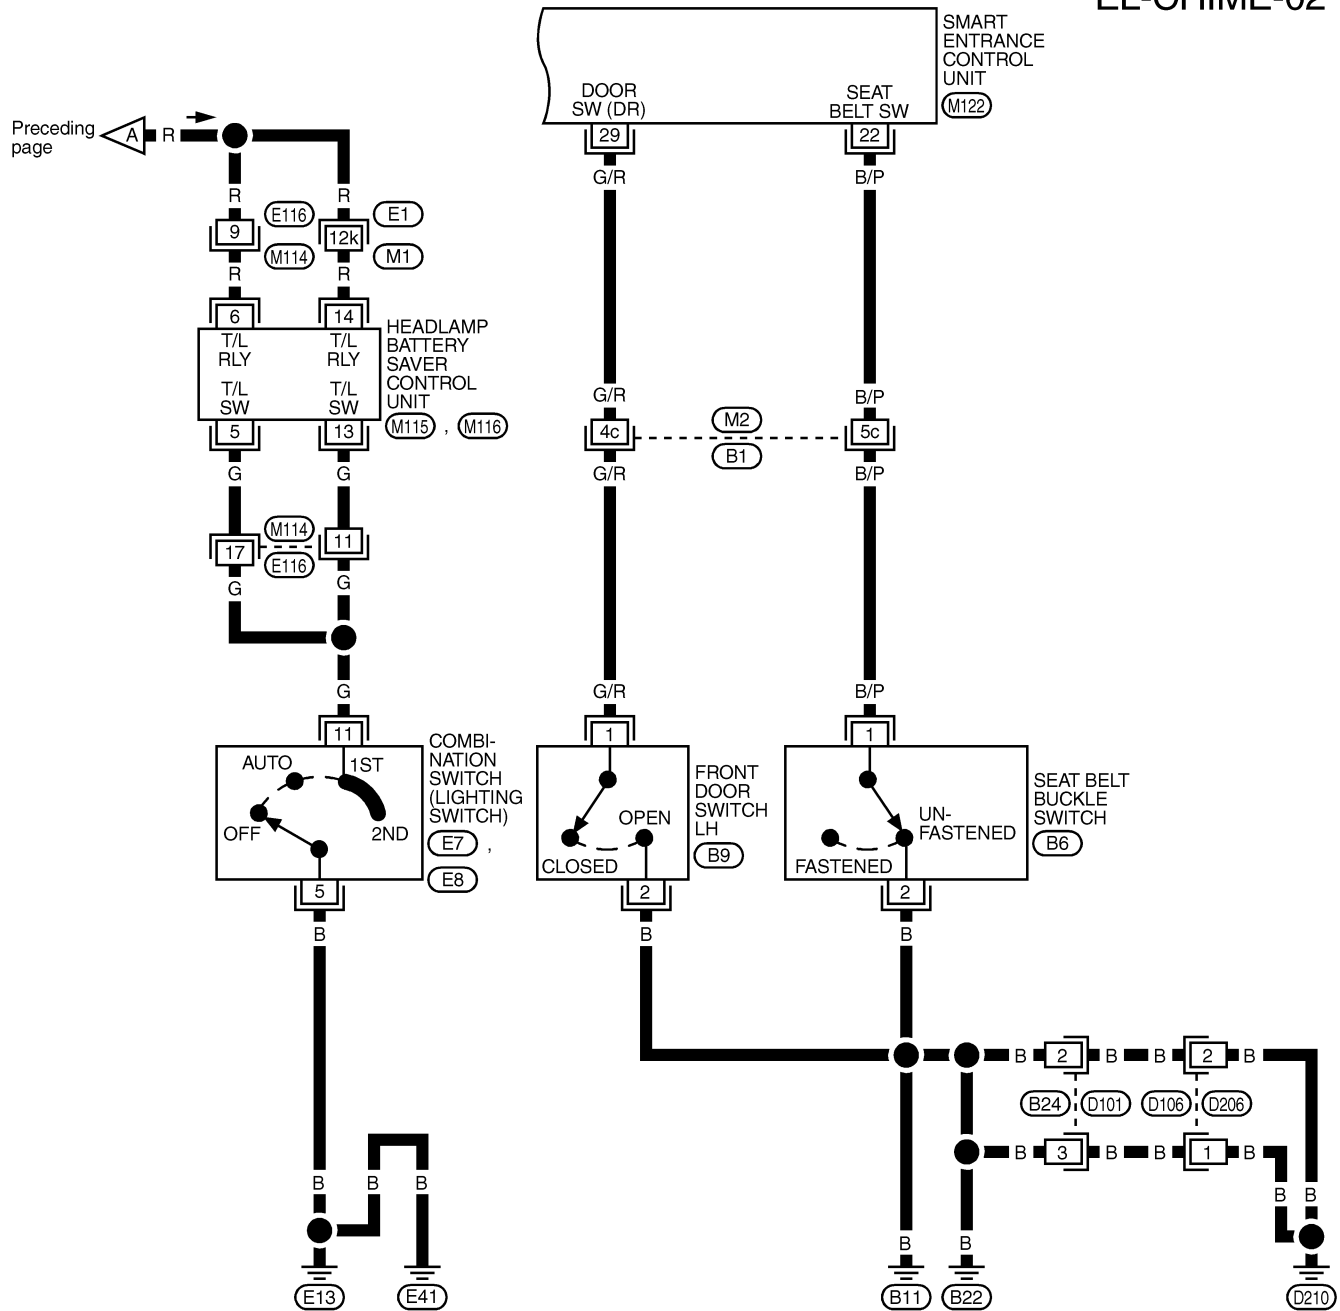 EL-CHIME-02
SMART
ENTRANCE
CONTROL
UNIT
M122
DOOR
SW (DR)
SEAT
BELT SW
29
22
G/R
B/P
Preceding
page
A
R
R
E116
E1
9
12k
M114
M1
R
R
6
14
T/L
RLY
T/L
RLY
T/L
SW
T/L
SW
HEADLAMP
BATTERY
SAVER
CONTROL
UNIT
M115 , M116
5
13
G
G
M114
17
11
E116
G
G
G
11
G/R
B/P
4c
5c
M2
B1
G/R
B/P
G/R
B/P
1
1
AUTO
1ST
OFF
2ND
COMBI-
NATION
SWITCH
(LIGHTING
SWITCH)
E7 ,
E8
5
OPEN
CLOSED
FRONT
DOOR
SWITCH
LH
B9
2
UN-
FASTENED
FASTENED
SEAT BELT
BUCKLE
SWITCH
B6
2
B
B
B
B 2 B B 2 B
B24 D101 D106 D206
B 3 B B 1 B
B B B
B B
B B
E13
E41
B11
B22
D210